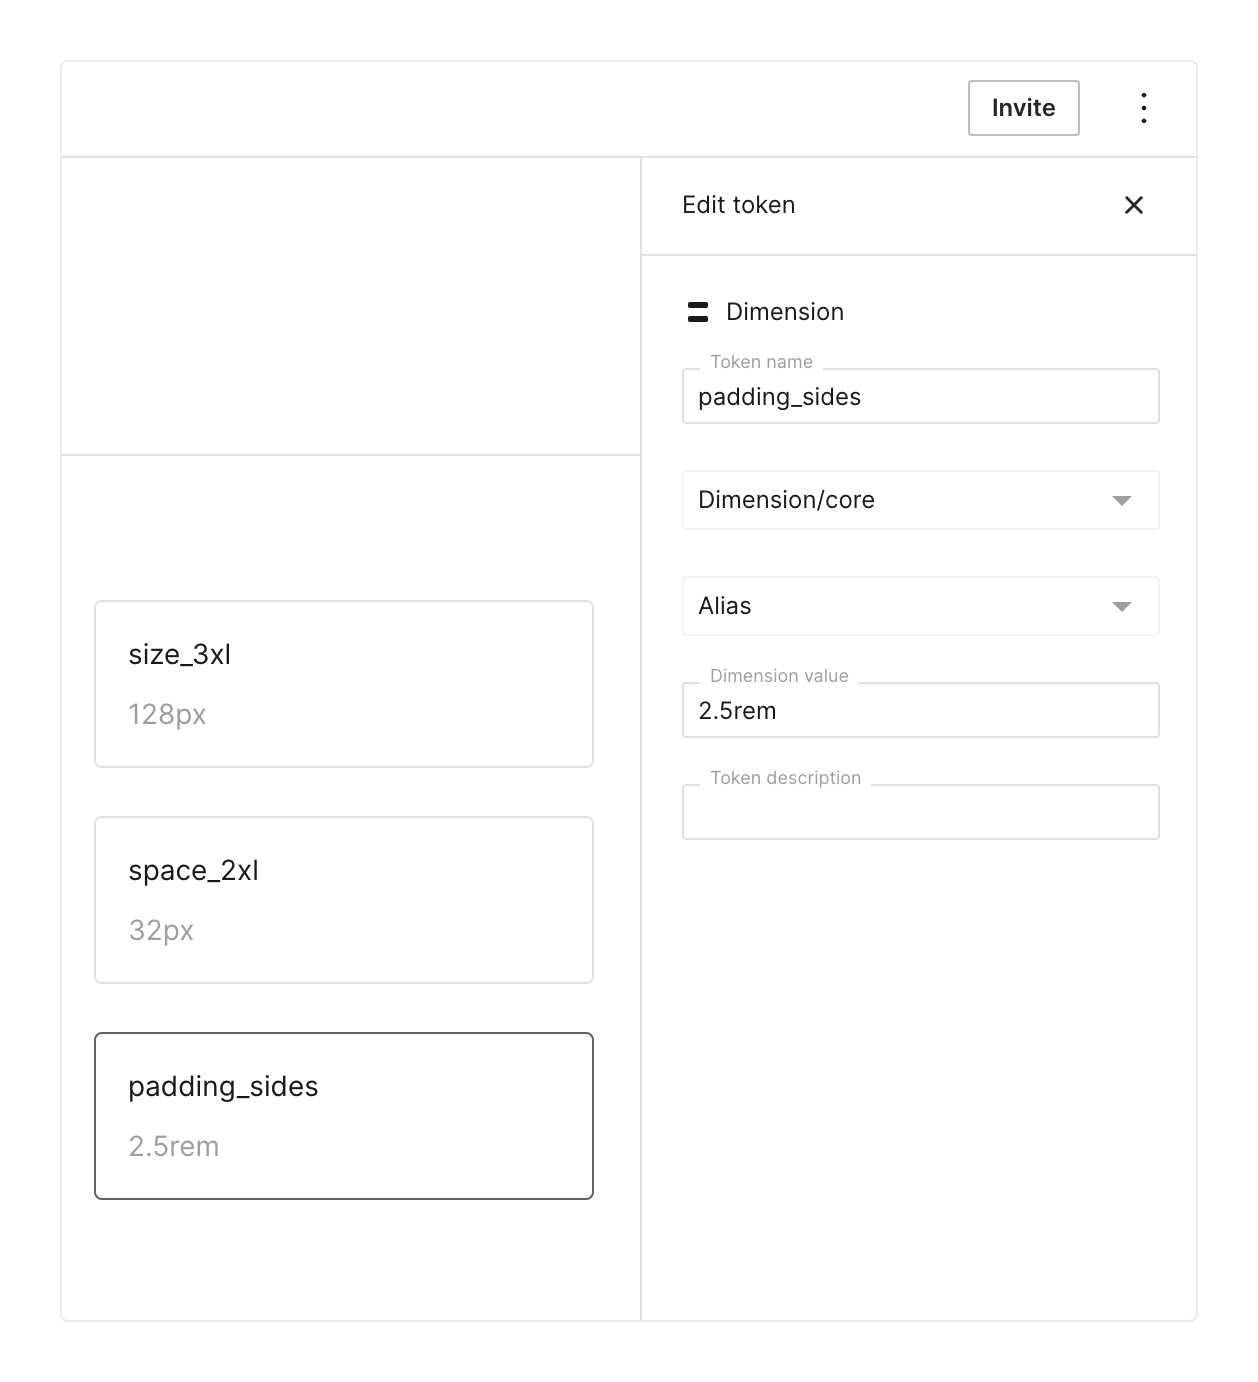 Invite
Edit token
Dimension
Token name
padding_sides
Dimension/core
Alias
Dimension value
2.5rem
Token description
size_3xl
128px
space_2xl
32px
padding_sides
2.5rem